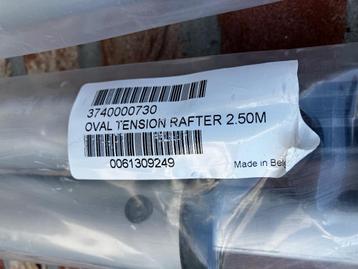 3740000730
OVAL TENSION RAFTER 2.50M
0061309249
Made in Bel